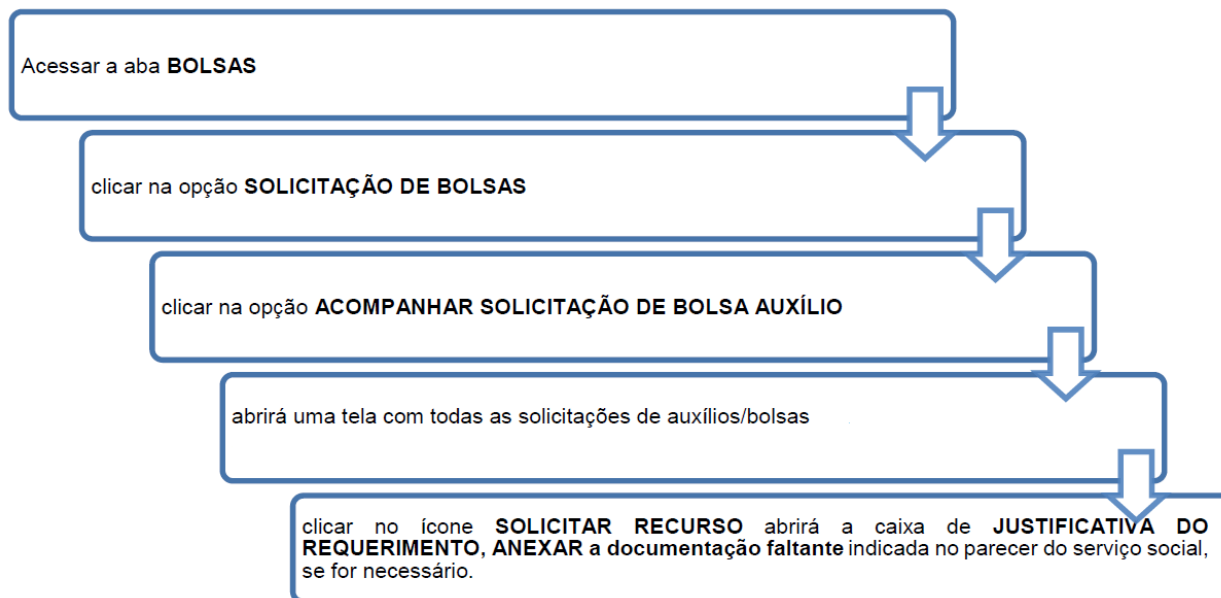 Acessar a aba BOLSAS
clicar na opção SOLICITAÇÃO DE BOLSAS
clicar na opção ACOMPANHAR SOLICITAÇÃO DE BOLSA AUXÍLIO
abrirá uma tela com todas as solicitações de auxílios/bolsas
clicar no ícone SOLICITAR RECURSO abrirá a caixa de JUSTIFICATIVA DO
REQUERIMENTO, ANEXAR a documentação faltante indicada no parecer do serviço social,
se for necessário.